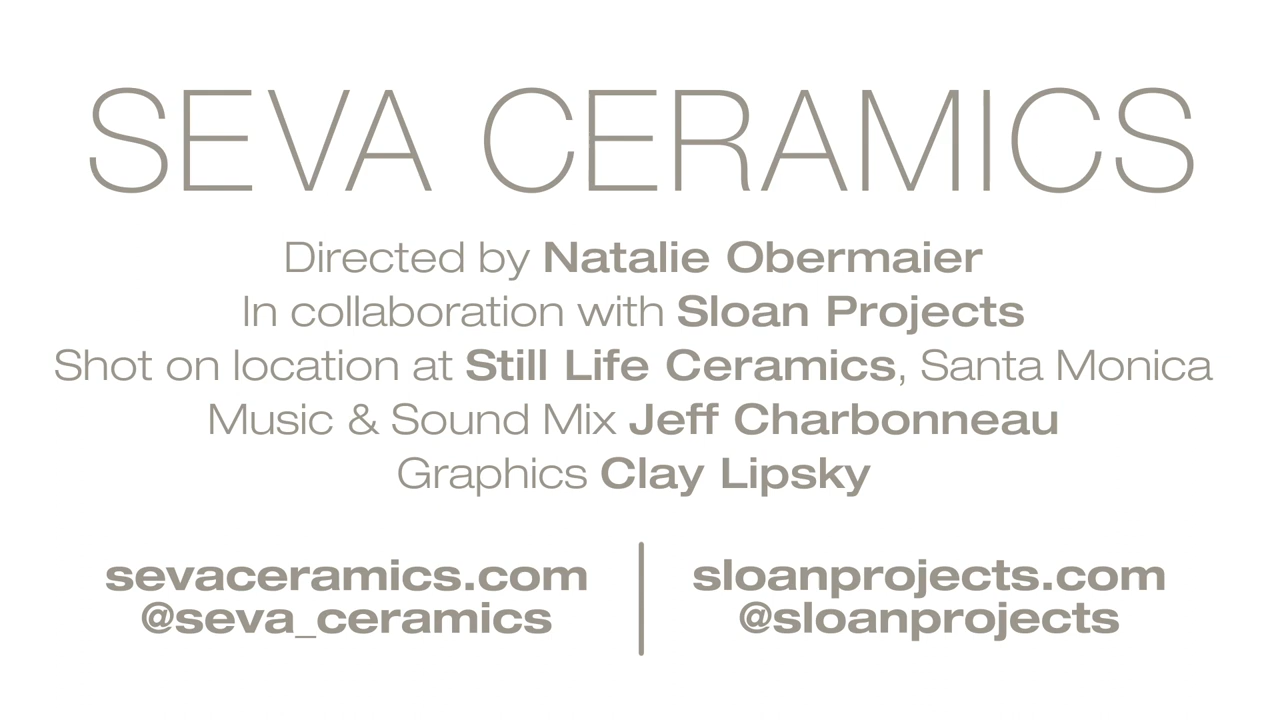 SEVA CERAMICS
Directed by Natalie Obermaier
In collaboration with Sloan Projects
Shot on location at Still Life Ceramics, Santa Monica
Music & Sound Mix Jeff Charbonneau
Graphics Clay Lipsky
sevaceramics.com
@seva_ceramics
sloanprojects.com
@sloanprojects